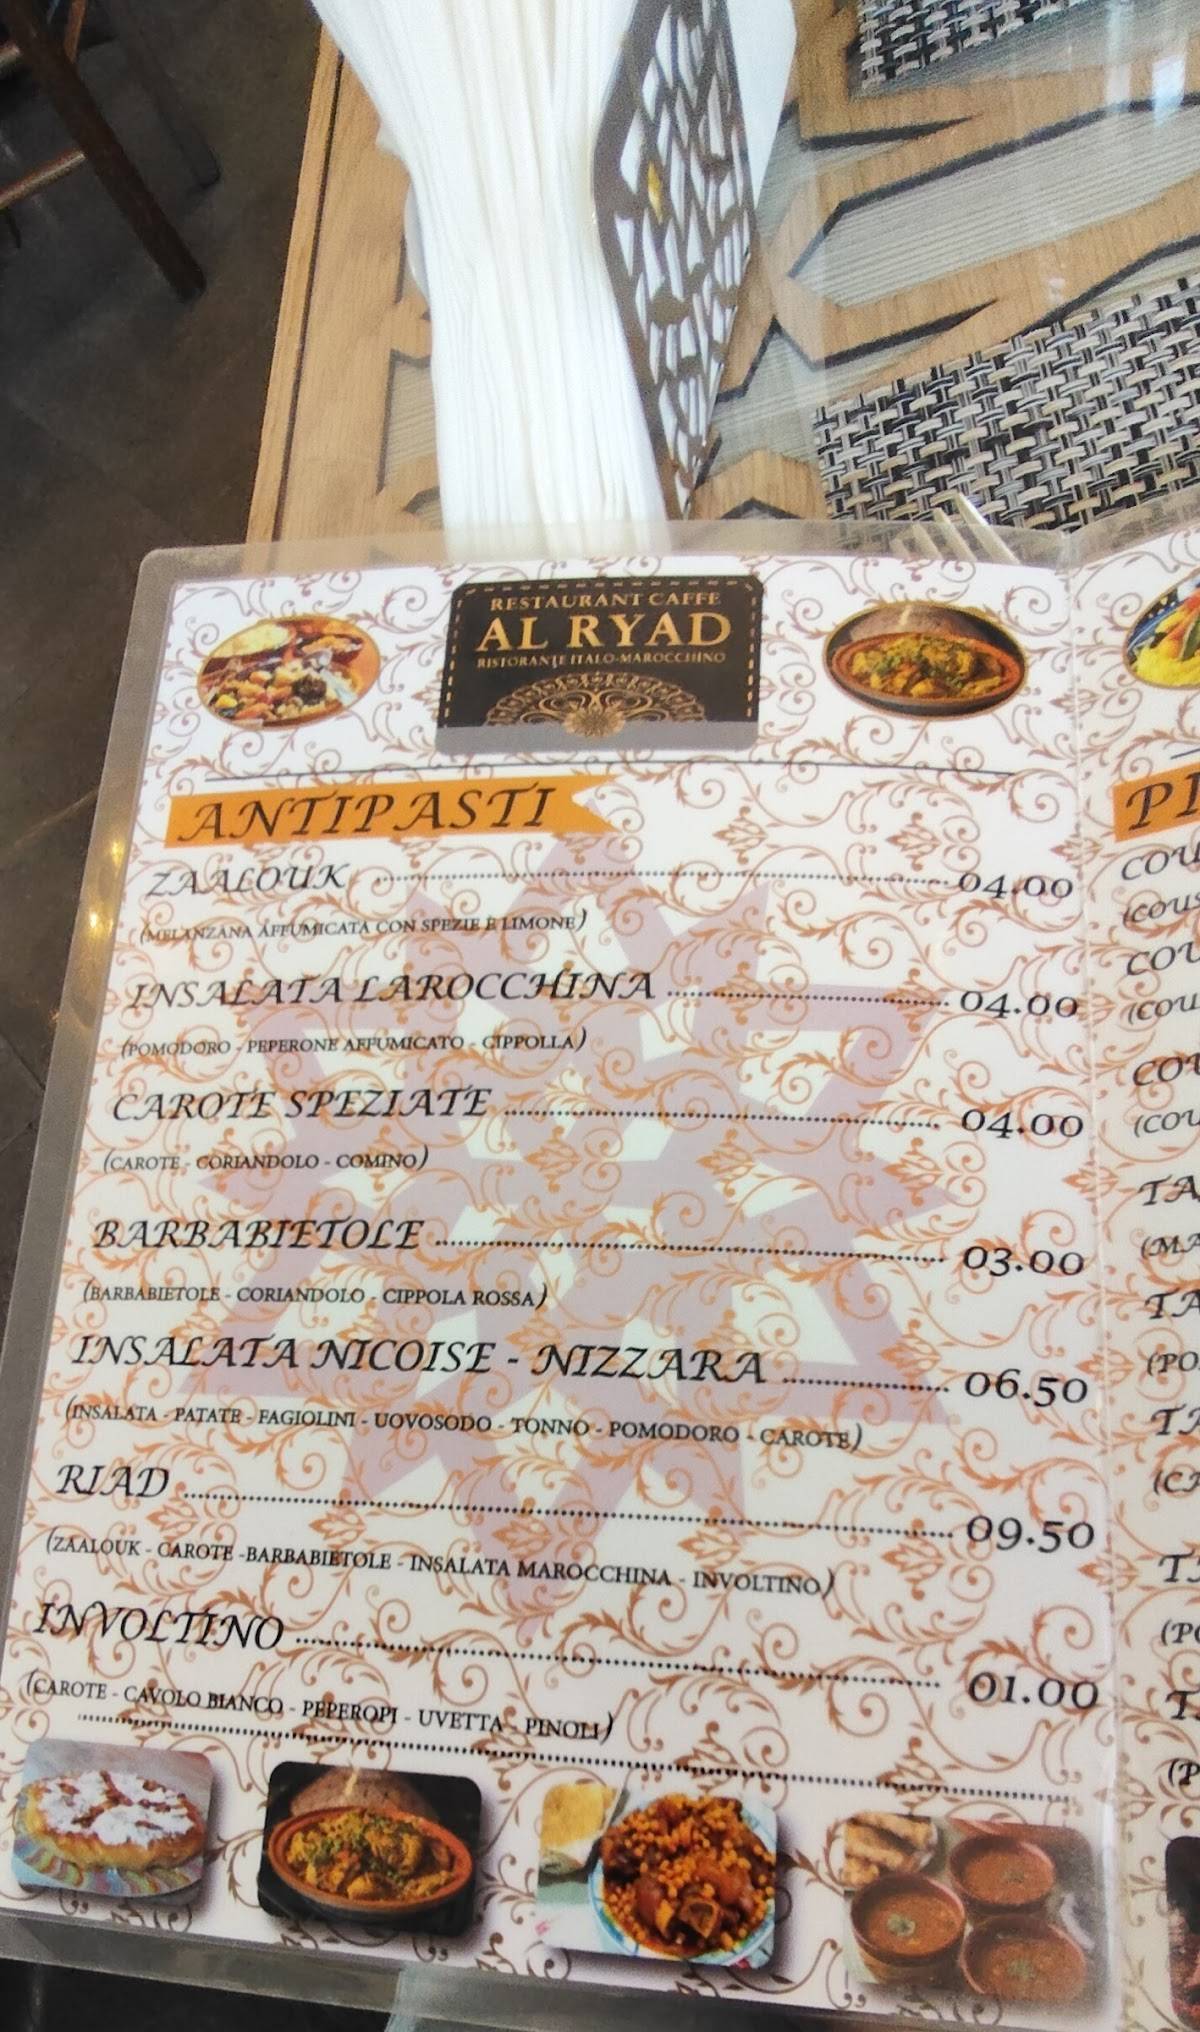 RESTAURANT CAFFE
AL RYAD
RISTORANTE ITALO-MAROCCHINO
ANTIPASTI
ZAALOUK 04.00
(MELANZANA AFFUMICATA CON SPEZIE E LIMONE)
INSALATA LAROCCHINA 04.00
(POMODORO - PEPERONE AFFUMICATO - CIPPOLLA)
CAROTE SPEZIATE 04.00
(CAROTE - CORIANDOLO - COMINO)
BARBABIETOLE 03.00
(BARBABIETOLE - CORIANDOLO - CIPPOLA ROSSA)
INSALATA NICOISE - NIZZARA 06.50
(INSALATA - PATATE - FAGIOLINI - UOVOSODO - TONNO - POMODORO - CAROTE)
RIAD 09.50
(ZAALOUK - CAROTE -BARBABIETOLE - INSALATA MAROCCHINA - INVOLTINO)
INVOLTINO 01.00
(CAROTE - CAVOLO BIANCO - PEPEROPI - UVETTA - PINOLI)